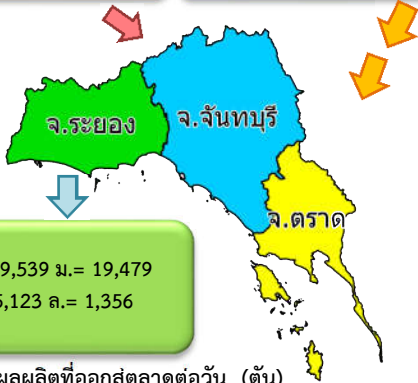 จ.ระยอง
จ.จันทบุรี
จ.ตราด
9,539 ม.= 19,479
5,123 ล.= 1,356
ผลผลิตที่ออกสู่ตลาดต่อวัน (ตัน)